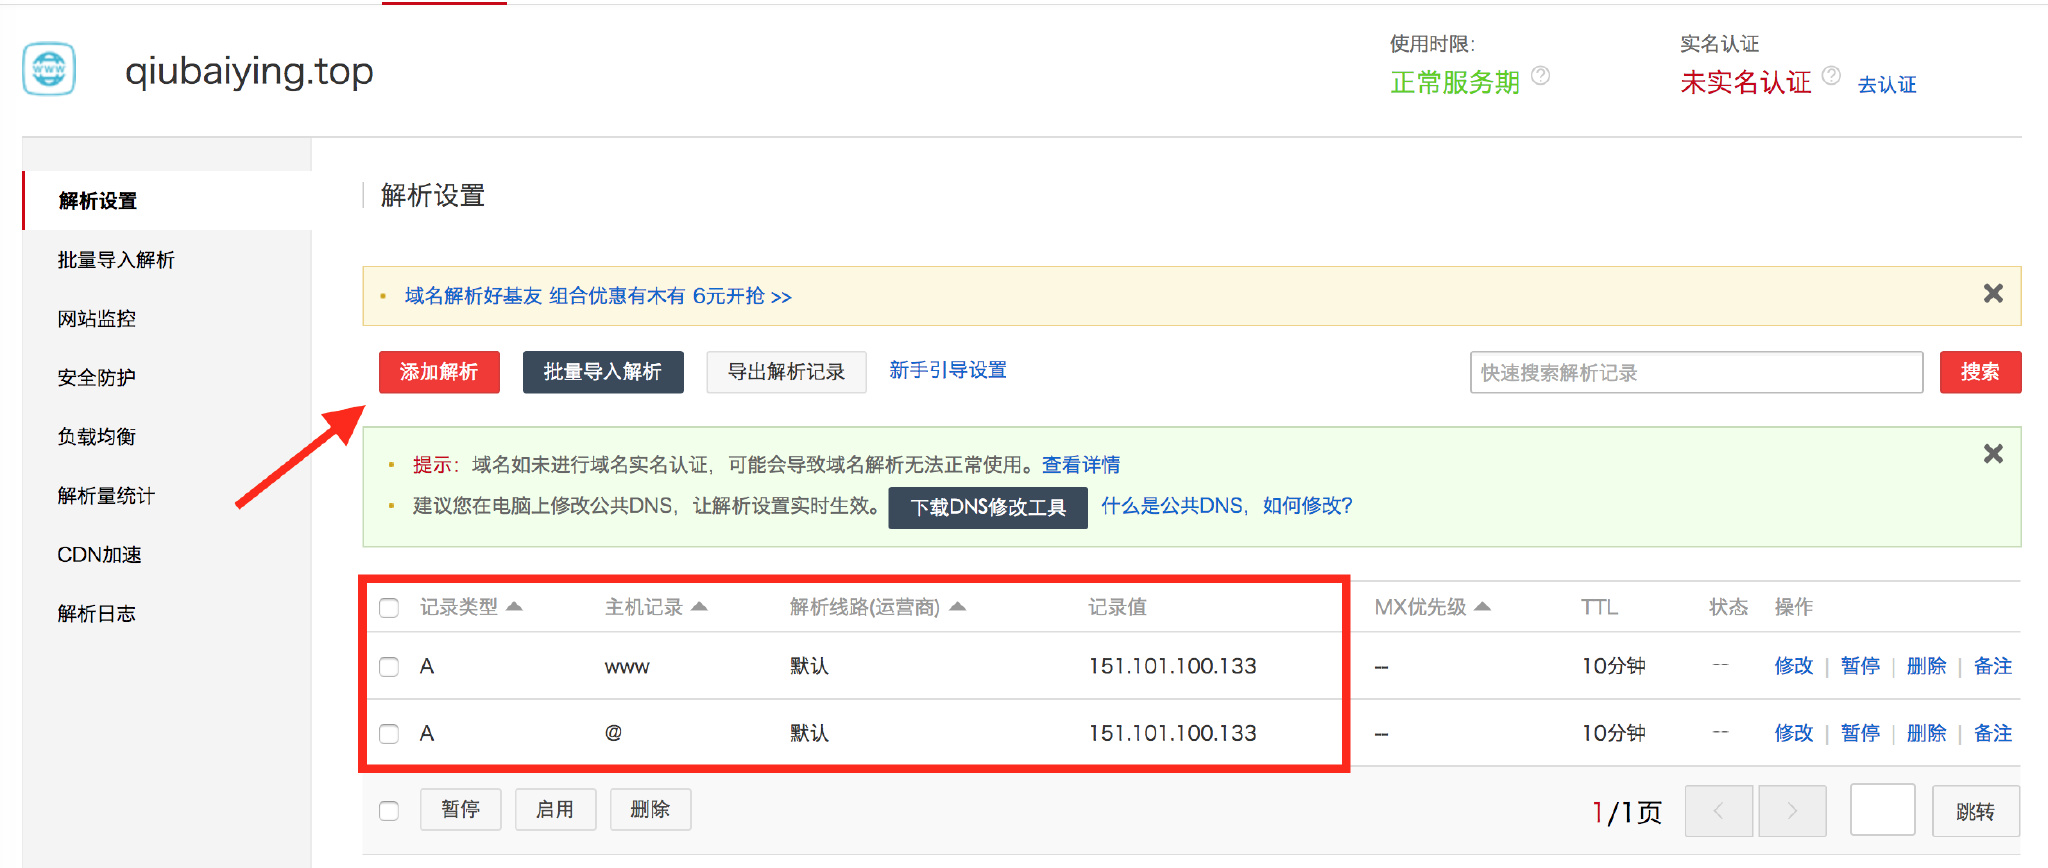 使用时限:
实名认证
www
qiubaiying.top
正常服务期 ?
未实名认证 ? 去认证
解析设置
批量导入解析
网站监控
安全防护
负载均衡
解析量统计
CDN加速
解析日志
解析设置
域名解析好基友 组合优惠有木有 6元开抢 >>
添加解析 批量导入解析 导出解析记录 新手引导设置 快速搜索解析记录 搜索
提示：域名如未进行域名实名认证，可能会导致域名解析无法正常使用。查看详情
建议您在电脑上修改公共DNS，让解析设置实时生效。 下载DNS修改工具 什么是公共DNS，如何修改?
记录类型 主机记录 解析线路(运营商) 记录值 MX优先级 TTL 状态 操作
A www 默认 151.101.100.133 -- 10分钟 -- 修改 | 暂停 | 删除 | 备注
A @ 默认 151.101.100.133 -- 10分钟 -- 修改 | 暂停 | 删除 | 备注
暂停 启用 删除 1/1页 < > 跳转